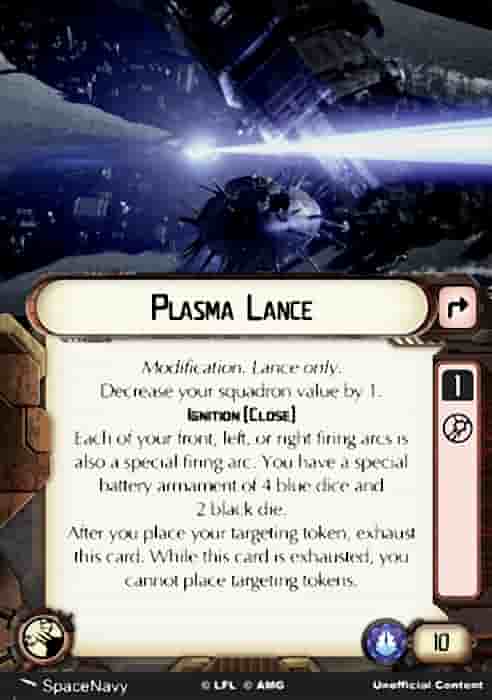 Plasma Lance
Modification. Lance only.
Decrease your squadron value by 1.
Ignition (Close)
Each of your front, left, or right firing arcs is
also a special firing arc. You have a special
battery armament of 4 blue dice and
2 black die.
After you place your targeting token, exhaust
this card. While this card is exhausted, you
cannot place targeting tokens.
1
10
SpaceNavy
© LFL © AMG
Unofficial Content